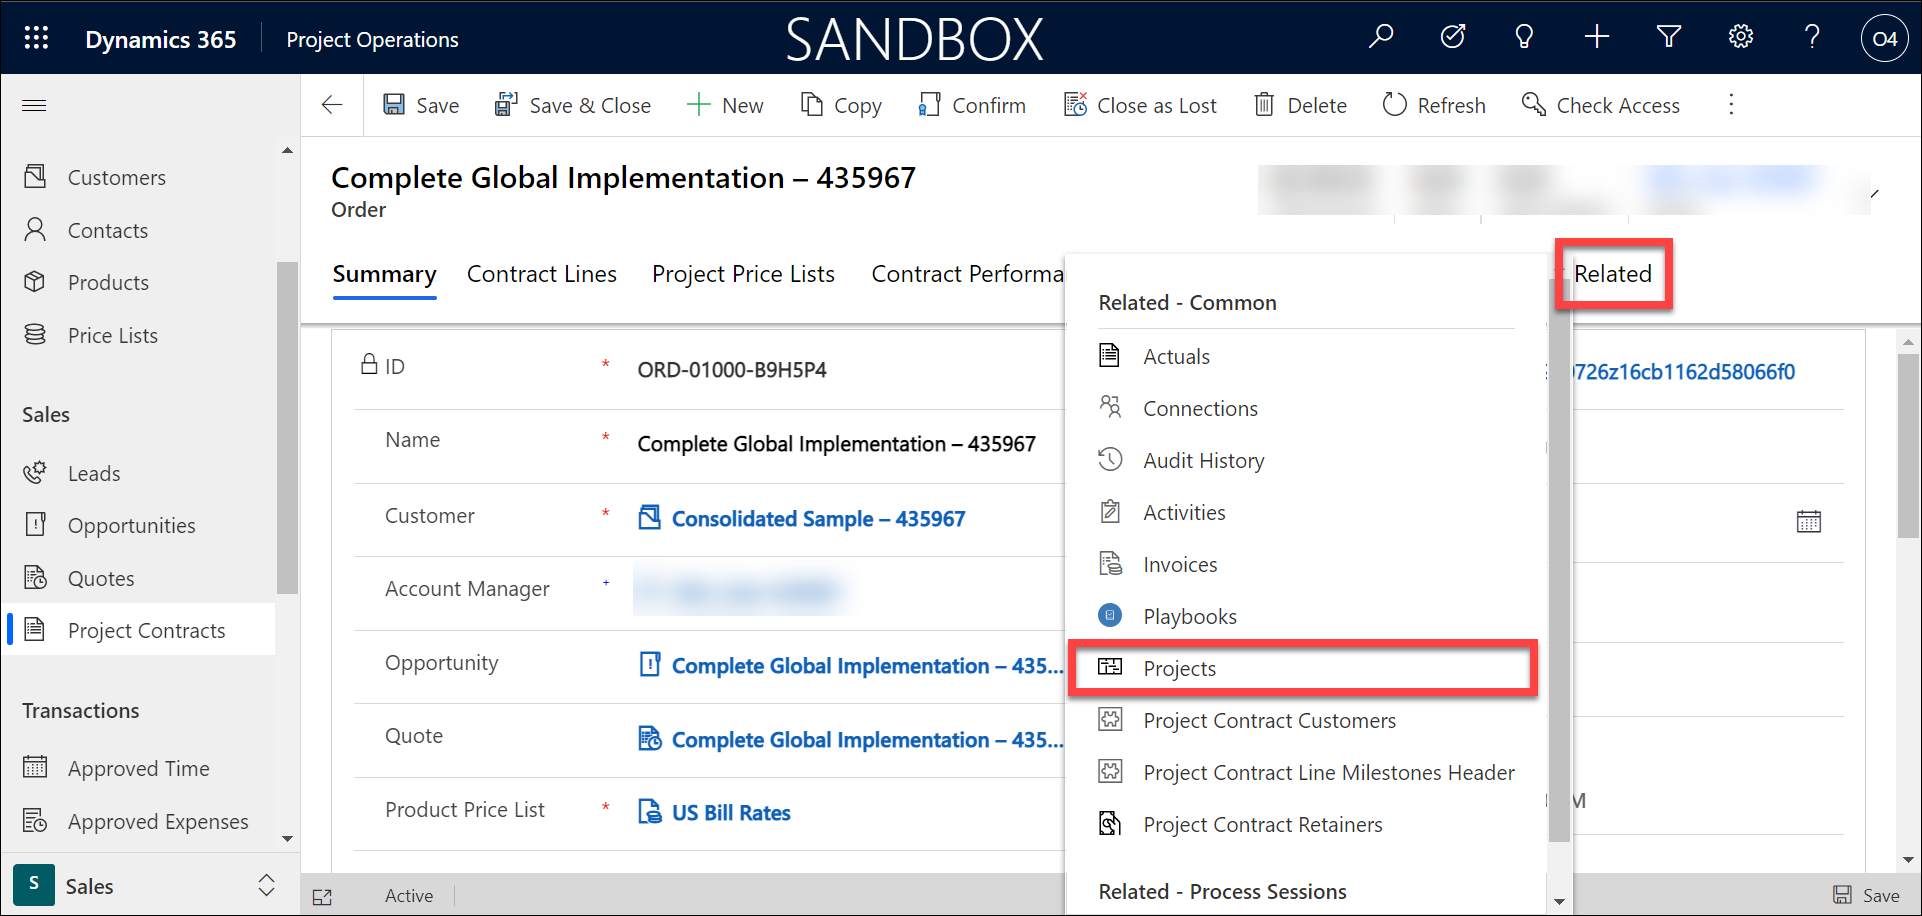 Dynamics 365 Project Operations SANDBOX O4
Save Save & Close New Copy Confirm Close as Lost Delete Refresh Check Access
Complete Global Implementation – 435967
Order
Summary Contract Lines Project Price Lists Contract Performa Related
Customers
Contacts
Products
Price Lists
Sales
Leads
Opportunities
Quotes
Project Contracts
Transactions
Approved Time
Approved Expenses
S Sales
ID * ORD-01000-B9H5P4
Name * Complete Global Implementation – 435967
Customer * Consolidated Sample – 435967
Account Manager +
Opportunity Complete Global Implementation – 435...
Quote Complete Global Implementation – 435...
Product Price List * US Bill Rates
Related - Common
Actuals
Connections
Audit History
Activities
Invoices
Playbooks
Projects
Project Contract Customers
Project Contract Line Milestones Header
Project Contract Retainers
Related - Process Sessions
0726z16cb1162d58066f0
M
Active
Save